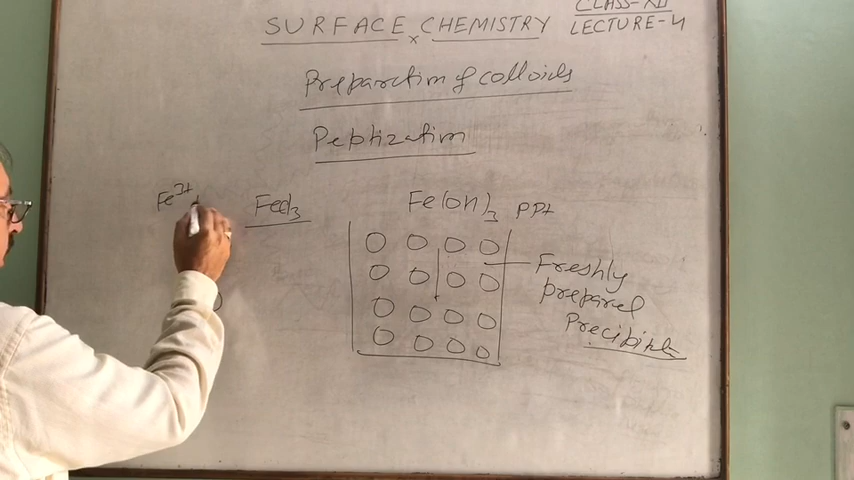 CLASS-XII
SURFACE CHEMISTRY
LECTURE-4
Preparation of colloids
Peptization
Fe3+ FeCl3 Fe(OH)3 PPt
Freshly
prepared
Precipitate